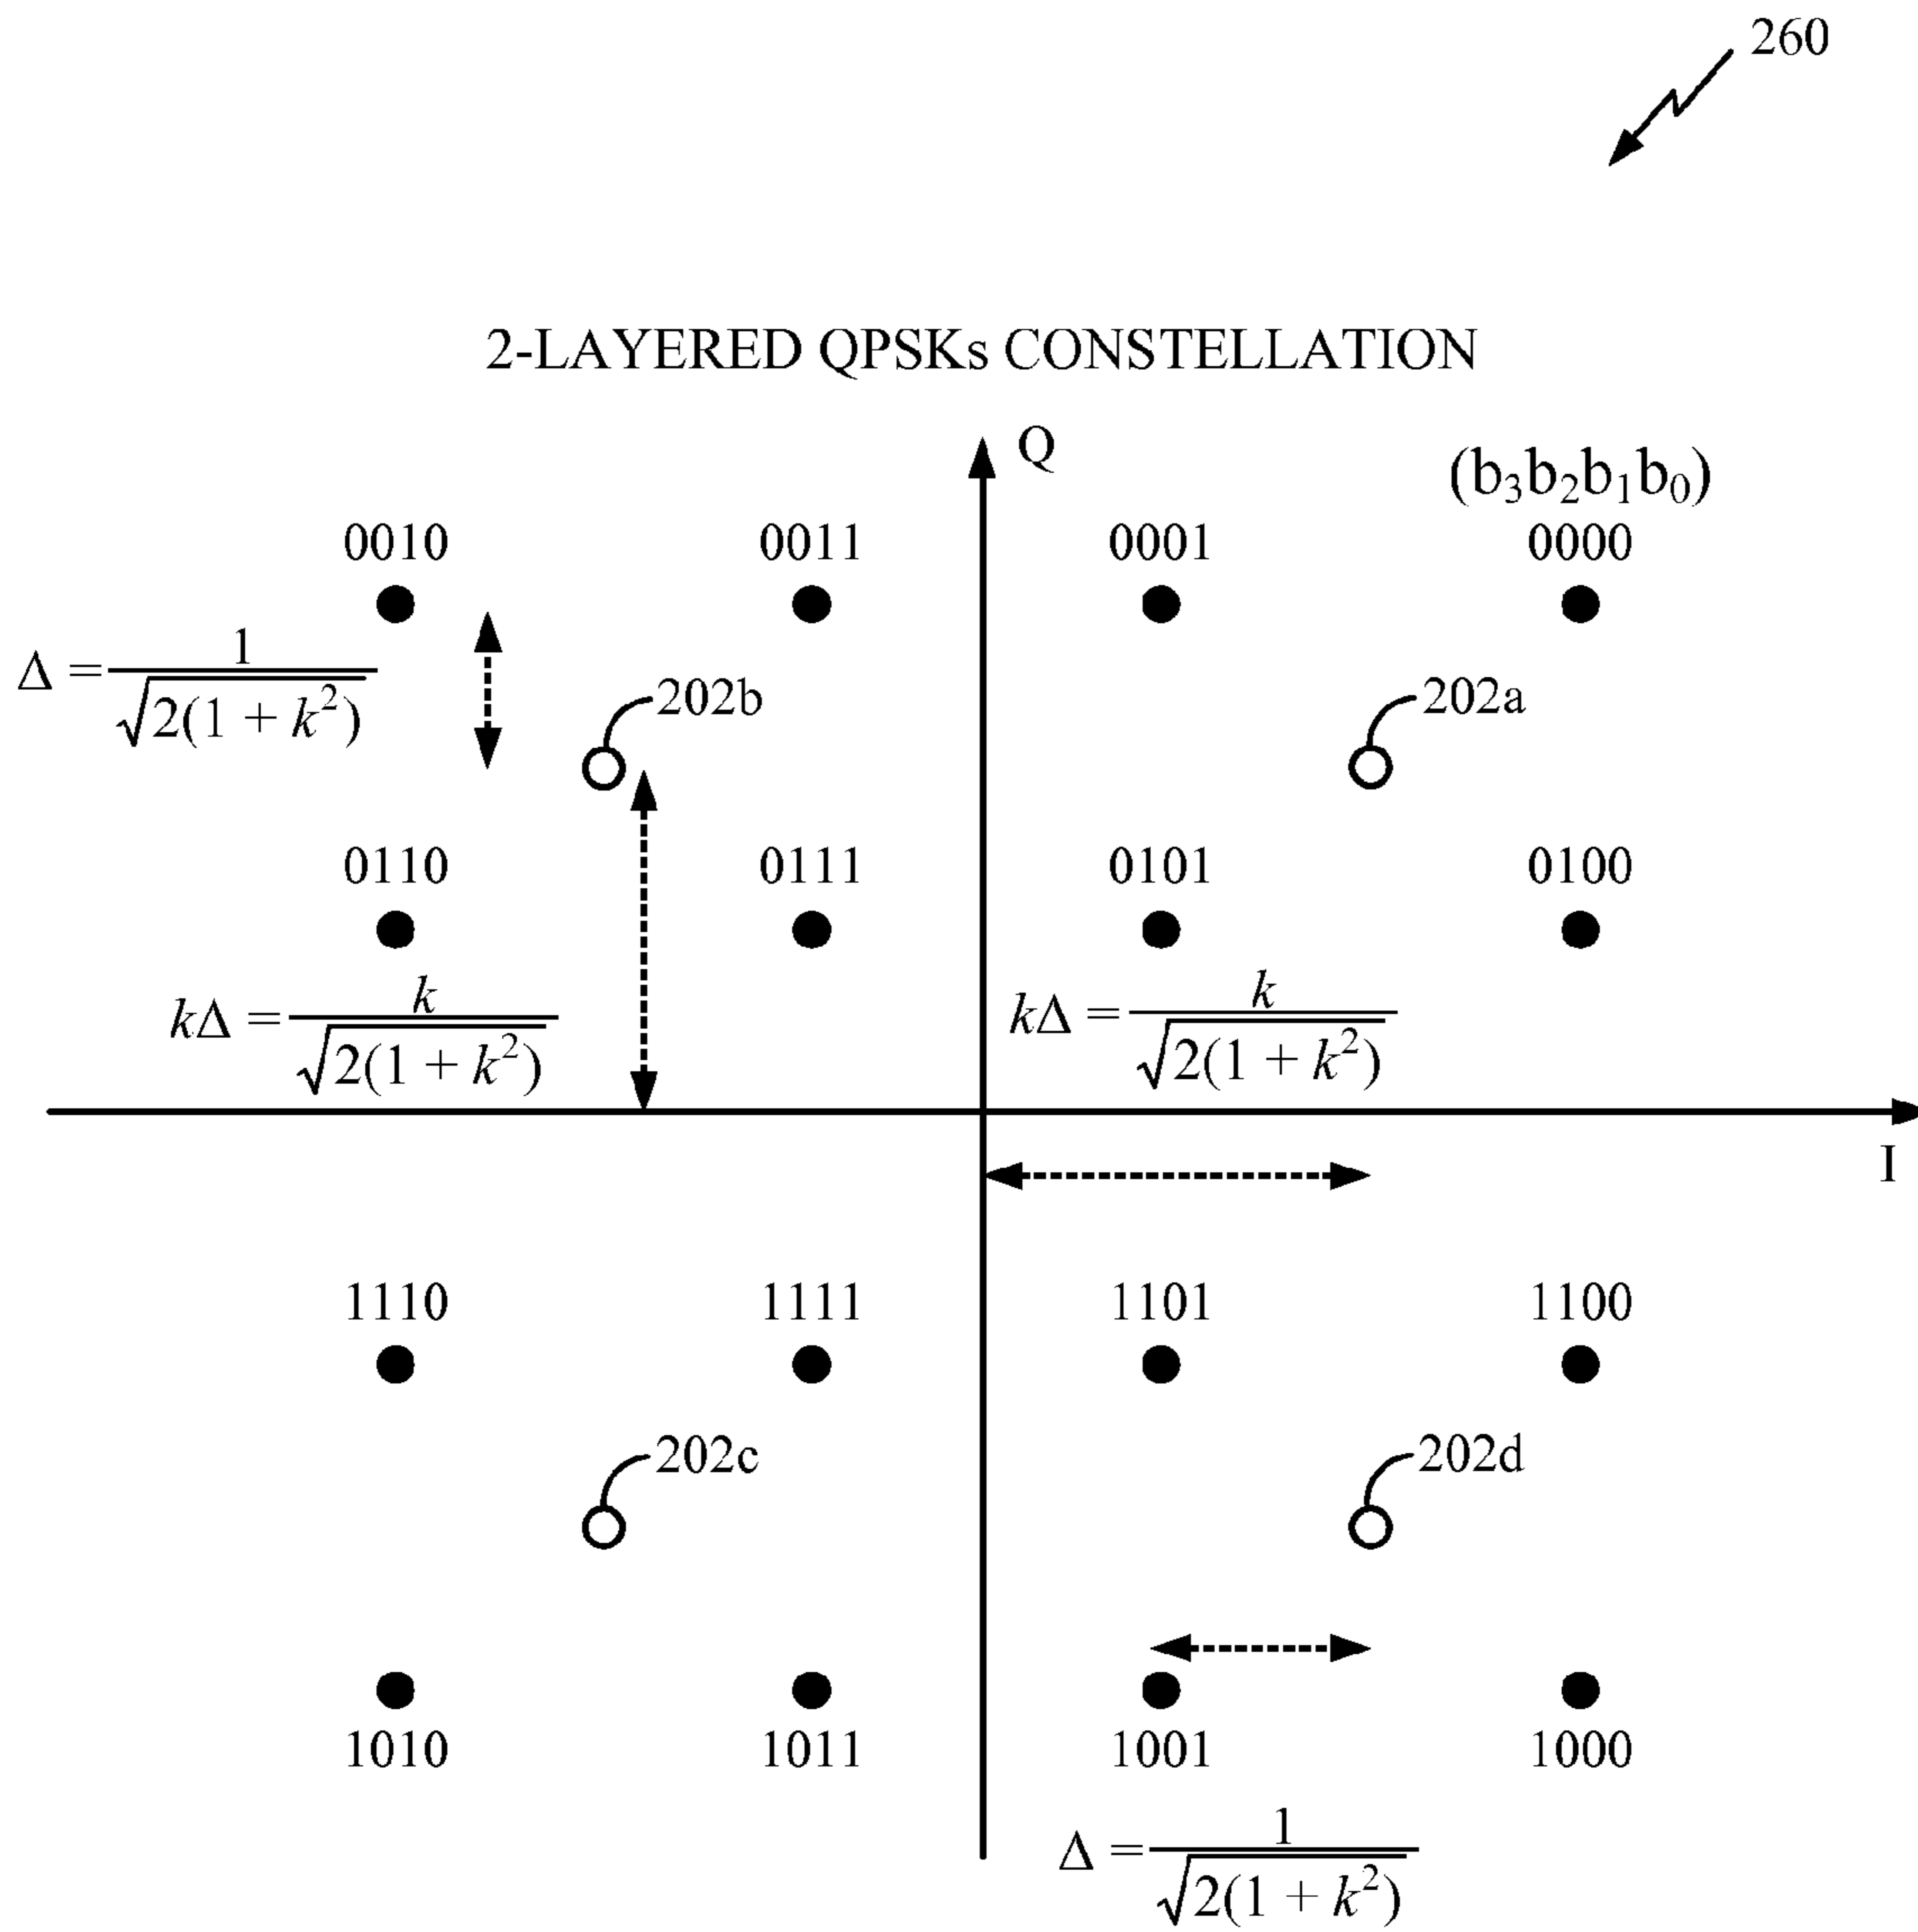 260
2-LAYERED QPSKs CONSTELLATION
Q
(b₃b₂b₁b₀)
0010 0011 0001 0000
Δ = 1/√2(1 + k²)
202b 202a
0110 0111 0101 0100
kΔ = k/√2(1 + k²) kΔ = k/√2(1 + k²)
I
1110 1111 1101 1100
202c 202d
1010 1011 1001 1000
Δ = 1/√2(1 + k²)